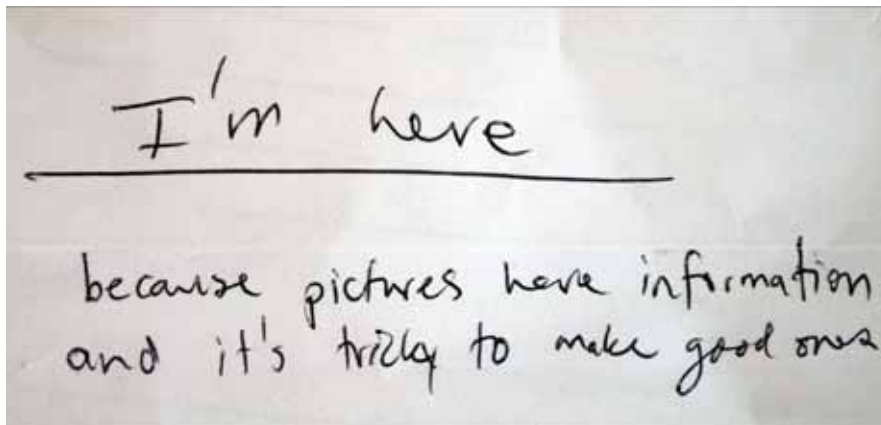 I'm here
because pictures have information
and it's tricky to make good ones